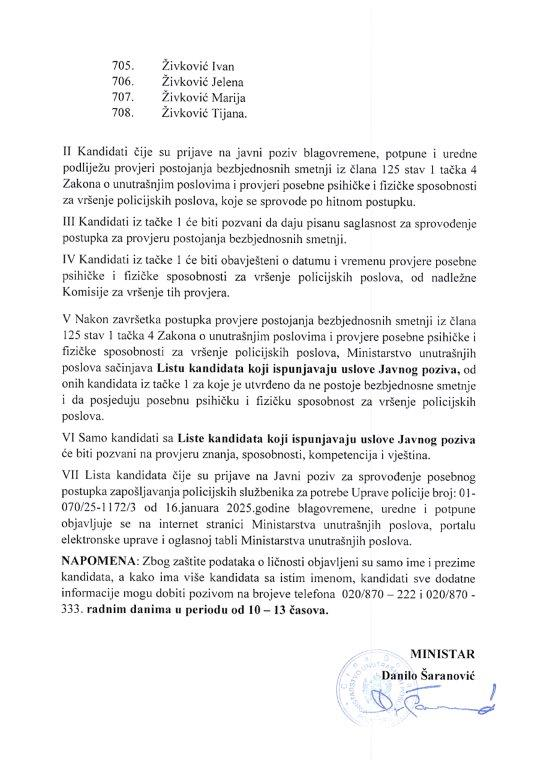 705. Živković Ivan
706. Živković Jelena
707. Živković Marija
708. Živković Tijana.
II Kandidati čije su prijave na javni poziv blagovremene, potpune i uredne
podliježu provjeri postojanja bezbjednosnih smetnji iz člana 125 stav 1 tačka 4
Zakona o unutrašnjim poslovima i provjeri posebne psihičke i fizičke sposobnosti
za vršenje policijskih poslova, koje se sprovode po hitnom postupku.
III Kandidati iz tačke 1 će biti pozvani da daju pisanu saglasnost za sprovođenje
postupka za provjeru postojanja bezbjednosnih smetnji.
IV Kandidati iz tačke 1 će biti obavješteni o datumu i vremenu provjere posebne
psihičke i fizičke sposobnosti za vršenje policijskih poslova, od nadležne
Komisije za vršenje tih provjera.
V Nakon završetka postupka provjere postojanja bezbjednosnih smetnji iz člana
125 stav 1 tačka 4 Zakona o unutrašnjim poslovima i provjere posebne psihičke i
fizičke sposobnosti za vršenje policijskih poslova, Ministarstvo unutrašnjih
poslova sačinjava Listu kandidata koji ispunjavaju uslove Javnog poziva, od
onih kandidata iz tačke 1 za koje je utvrđeno da ne postoje bezbjednosne smetnje
i da posjeduju posebnu psihičku i fizičku sposobnost za vršenje policijskih
poslova.
VI Samo kandidati sa Liste kandidata koji ispunjavaju uslove Javnog poziva
će biti pozvani na provjeru znanja, sposobnosti, kompetencija i vještina.
VII Lista kandidata čije su prijave na Javni poziv za sprovođenje posebnog
postupka zapošljavanja policijskih službenika za potrebe Uprave policije broj: 01-
070/25-1172/3 od 16.januara 2025.godine blagovremene, uredne i potpune
objavljuje se na internet stranici Ministarstva unutrašnjih poslova, portalu
elektronske uprave i oglasnoj tabli Ministarstva unutrašnjih poslova.
NAPOMENA: Zbog zaštite podataka o ličnosti objavljeni su samo ime i prezime
kandidata, a kako ima više kandidata sa istim imenom, kandidati sve dodatne
informacije mogu dobiti pozivom na brojeve telefona 020/870 – 222 i 020/870 -
333. radnim danima u periodu od 10 – 13 časova.
MINISTAR
Danilo Šaranović